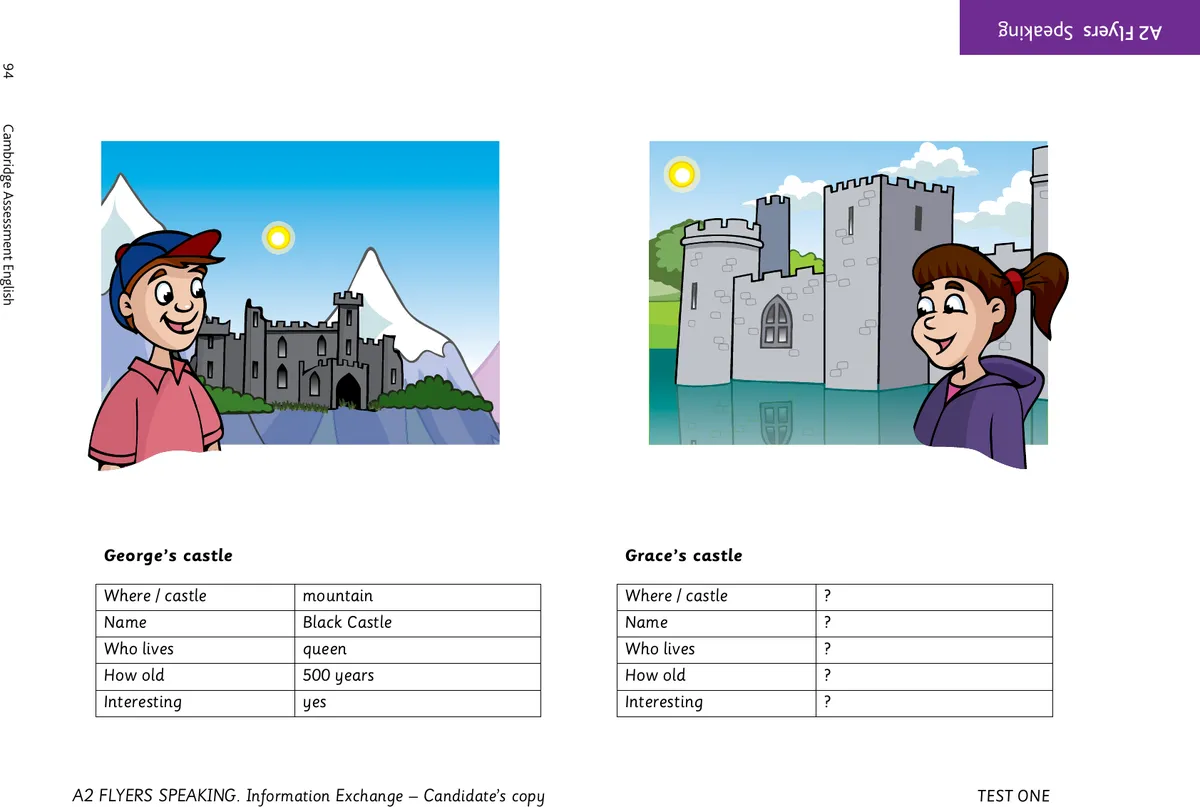 A2 Flyers Speaking
94
Cambridge Assessment English
George's castle
Where / castle mountain
Name Black Castle
Who lives queen
How old 500 years
Interesting yes
Grace's castle
Where / castle ?
Name ?
Who lives ?
How old ?
Interesting ?
A2 FLYERS SPEAKING. Information Exchange – Candidate's copy
TEST ONE